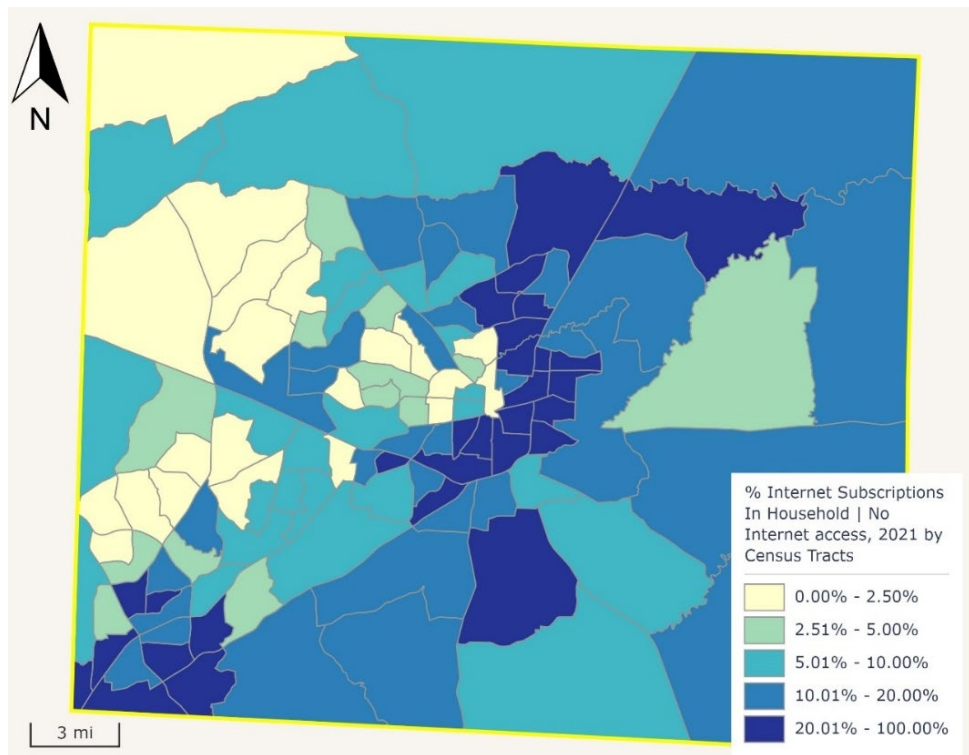 N
% Internet Subscriptions
In Household | No
Internet access, 2021 by
Census Tracts
0.00% - 2.50%
2.51% - 5.00%
5.01% - 10.00%
10.01% - 20.00%
20.01% - 100.00%
3 mi